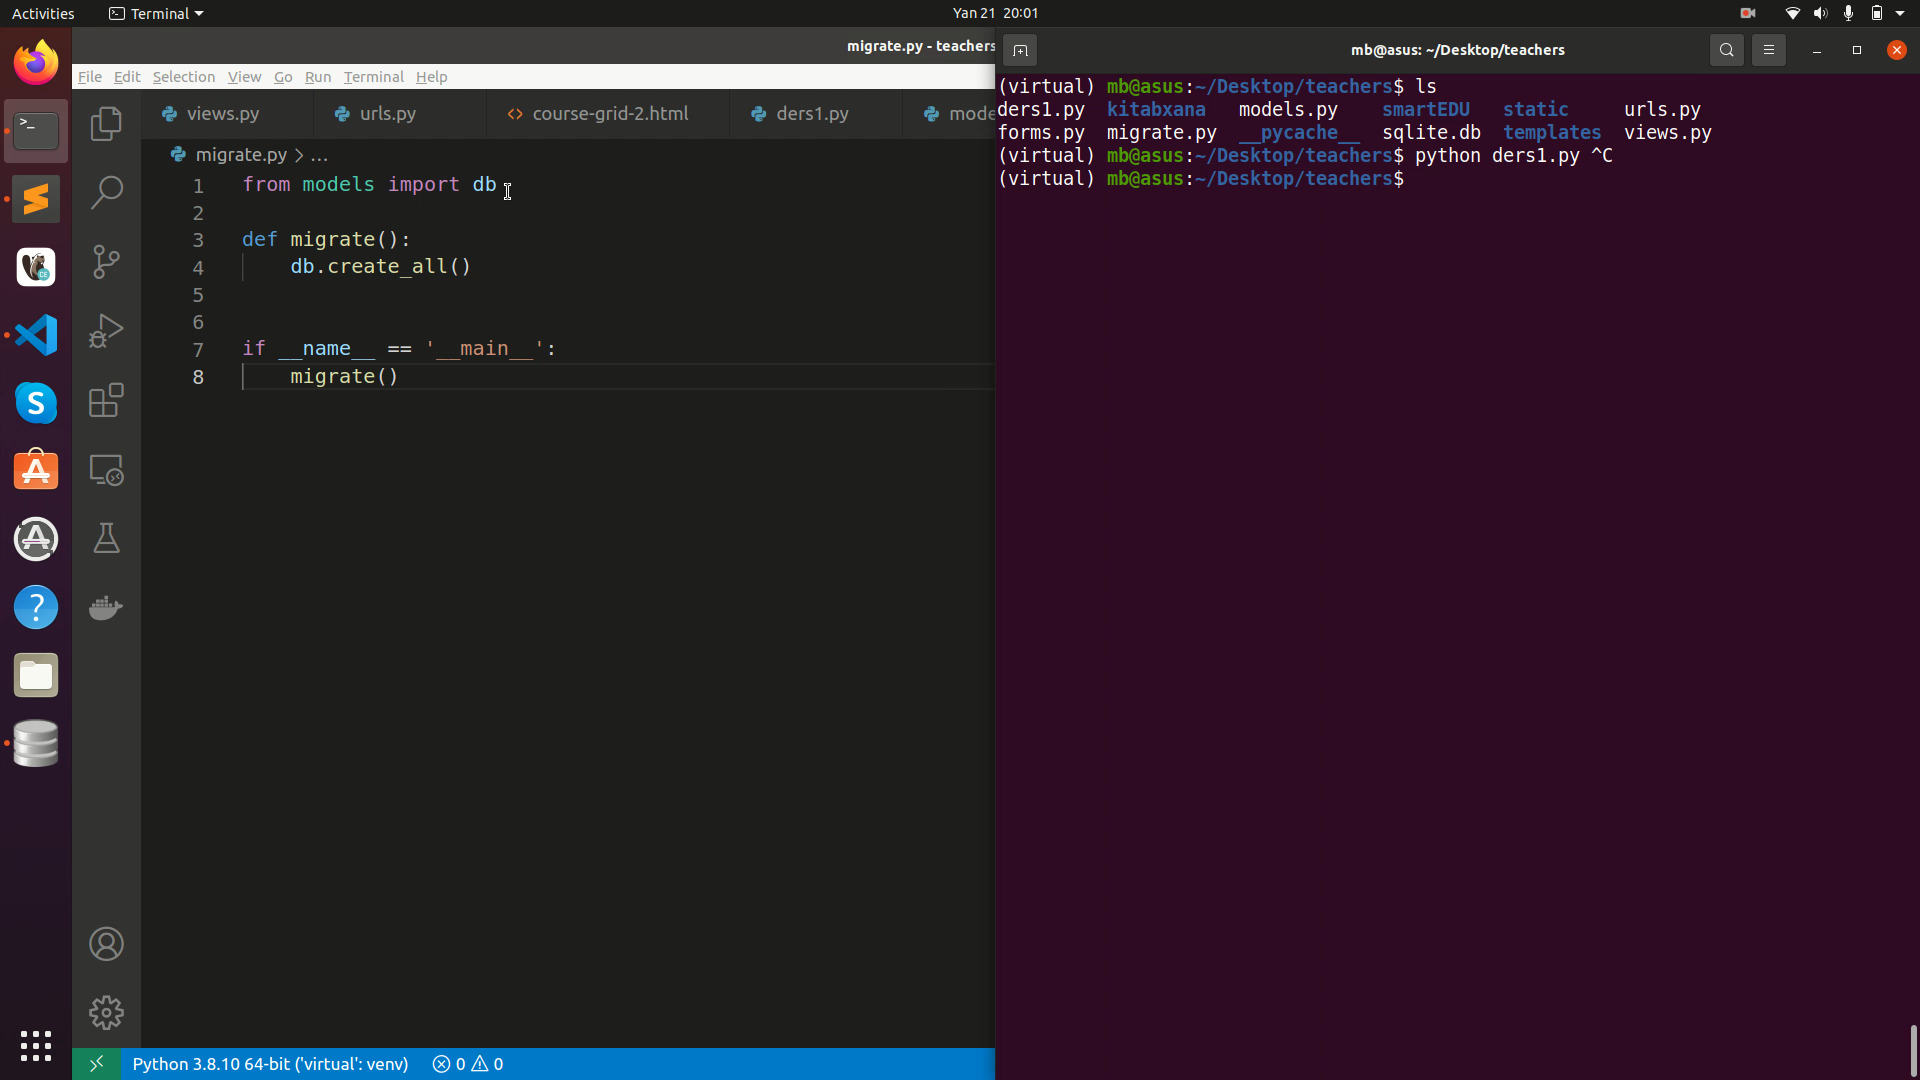 Activities Terminal Yan 21 20:01
migrate.py - teachers
File Edit Selection View Go Run Terminal Help
views.py urls.py course-grid-2.html ders1.py mode
migrate.py > ...
1 from models import db
2
3 def migrate():
4     db.create_all()
5
6
7 if __name__ == '__main__':
8     migrate()
Python 3.8.10 64-bit ('virtual': venv) 0 0
mb@asus: ~/Desktop/teachers
(virtual) mb@asus:~/Desktop/teachers$ ls
ders1.py kitabxana models.py smartEDU static urls.py
forms.py migrate.py __pycache__ sqlite.db templates views.py
(virtual) mb@asus:~/Desktop/teachers$ python ders1.py ^C
(virtual) mb@asus:~/Desktop/teachers$